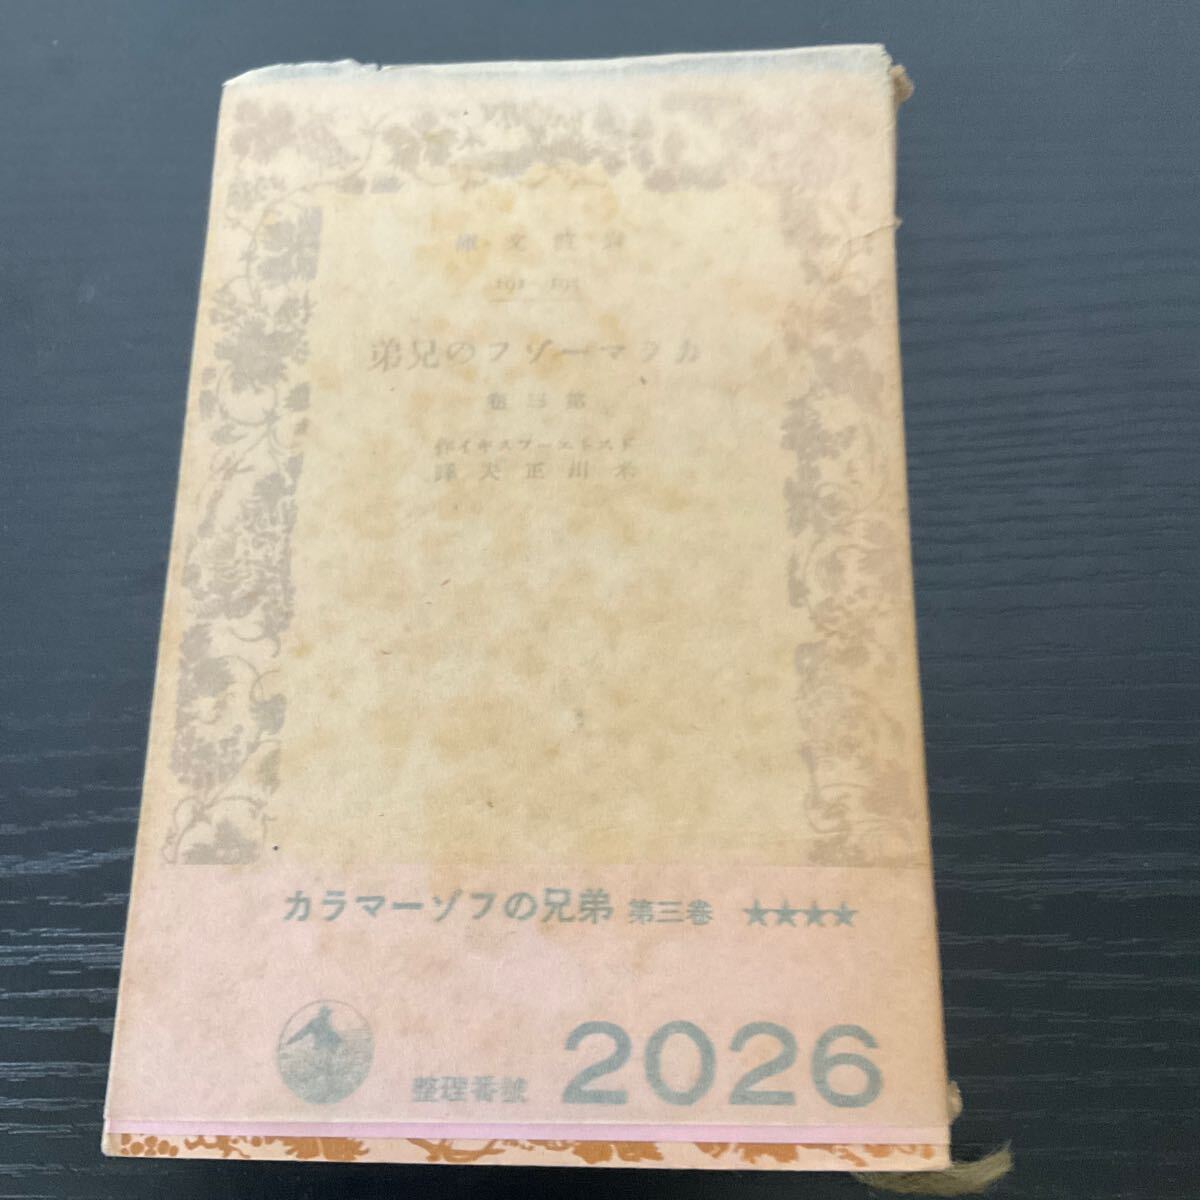 岩波文庫
カラマーゾフの兄弟
第三卷
ドストエーフスキイ作
米川正夫譯
カラマーゾフの兄弟 第三卷 ★★★★
整理番號 2026